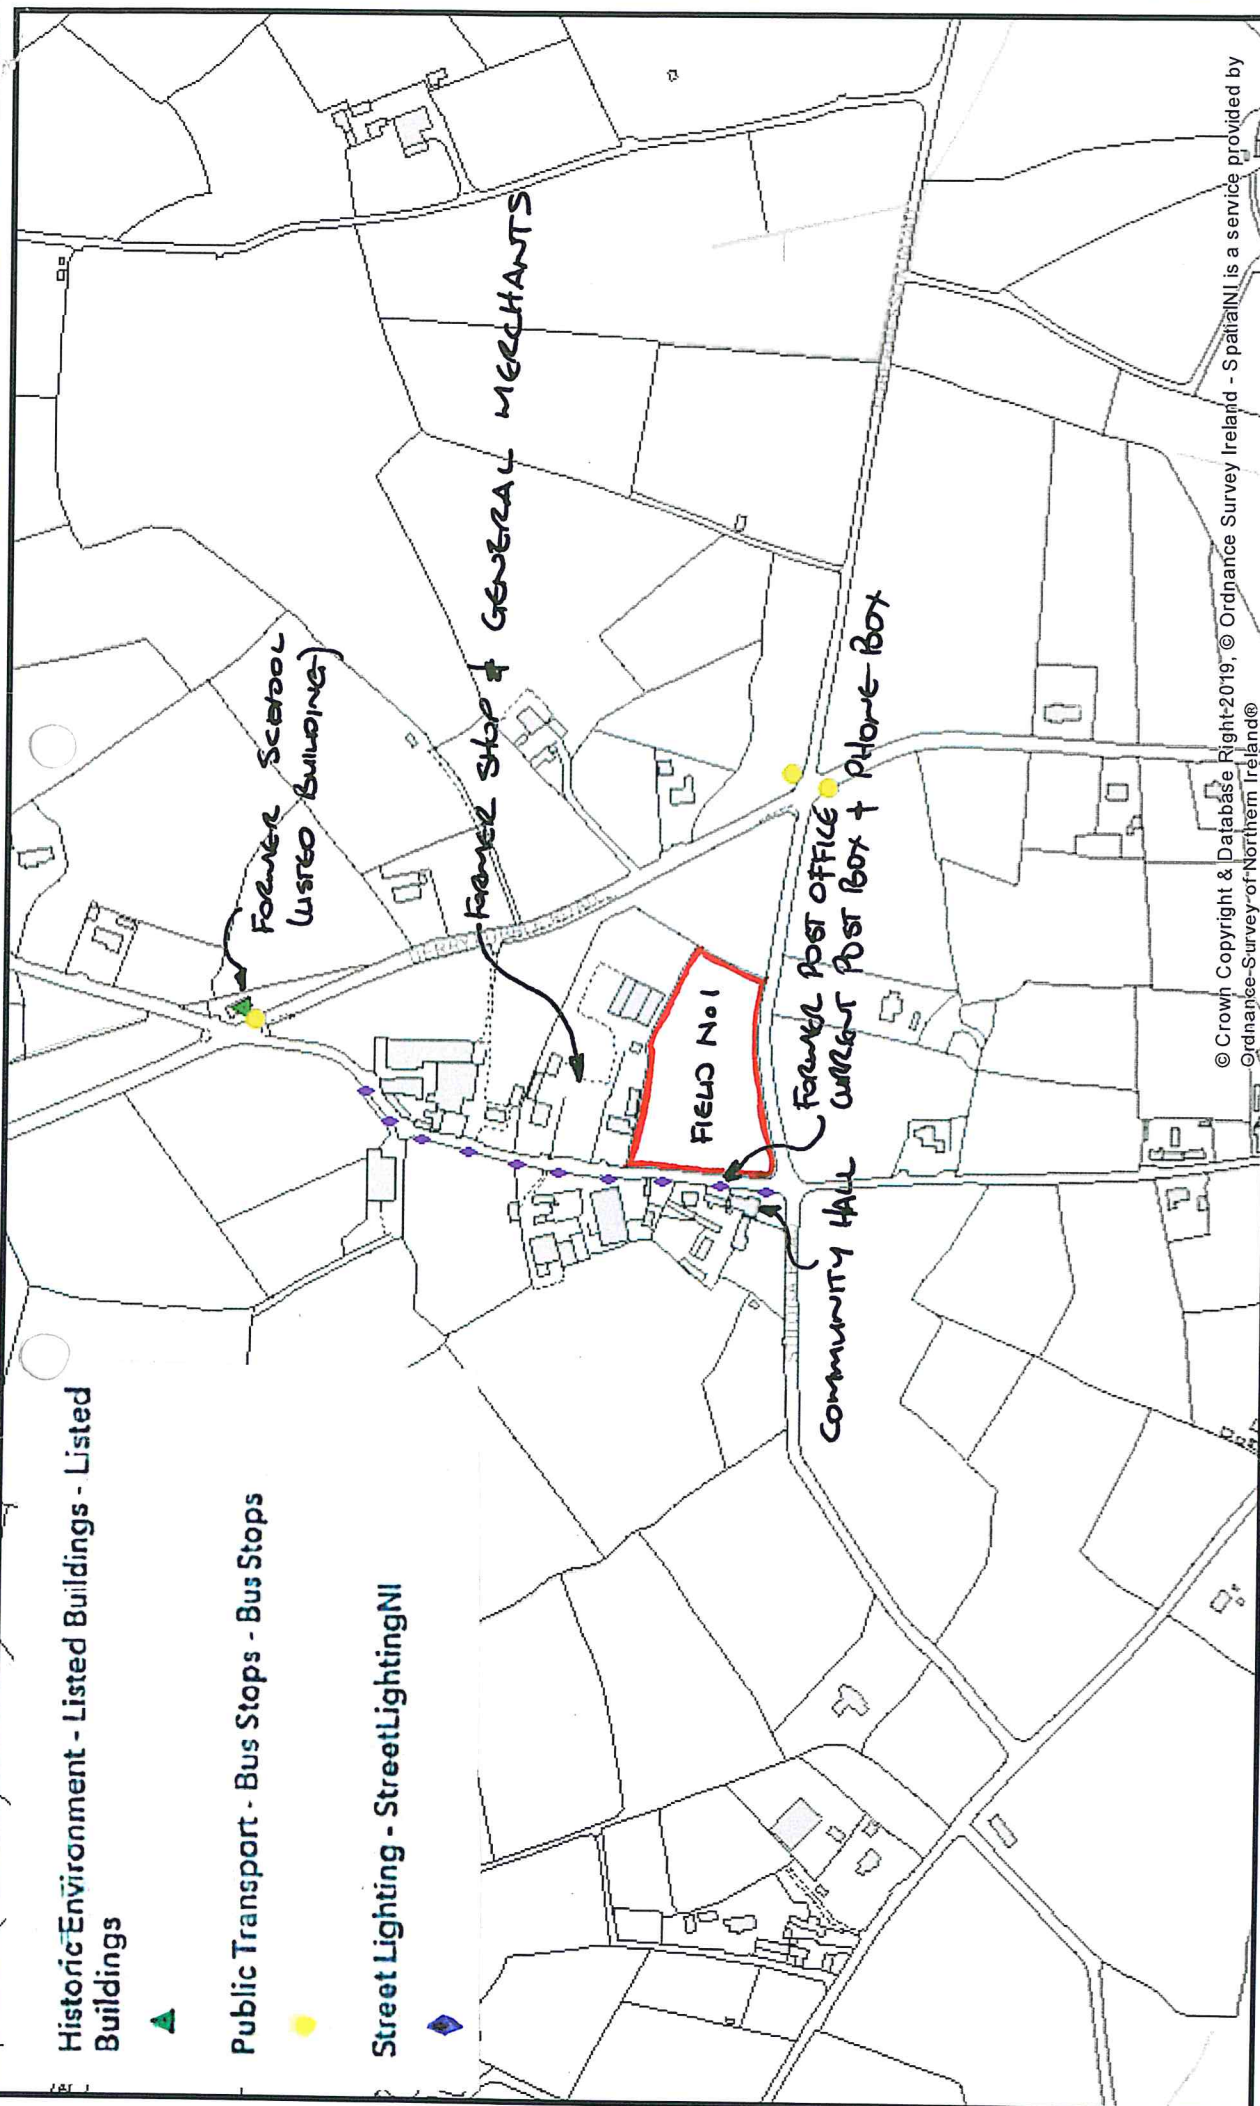 Historic Environment - Listed Buildings - Listed
Buildings
Public Transport - Bus Stops - Bus Stops
Street Lighting - StreetLightingNI
FORMER SCHOOL
(LISTED BUILDING)
FORMER SHOP + GENERAL MERCHANTS
FIELD No 1
FORMER POST OFFICE
CURRENT POST BOX + PHONE BOX
COMMUNITY HALL
© Crown Copyright & Database Right 2019, © Ordnance Survey Ireland - SpatialNI is a service provided by
Ordnance Survey of Northern Ireland®